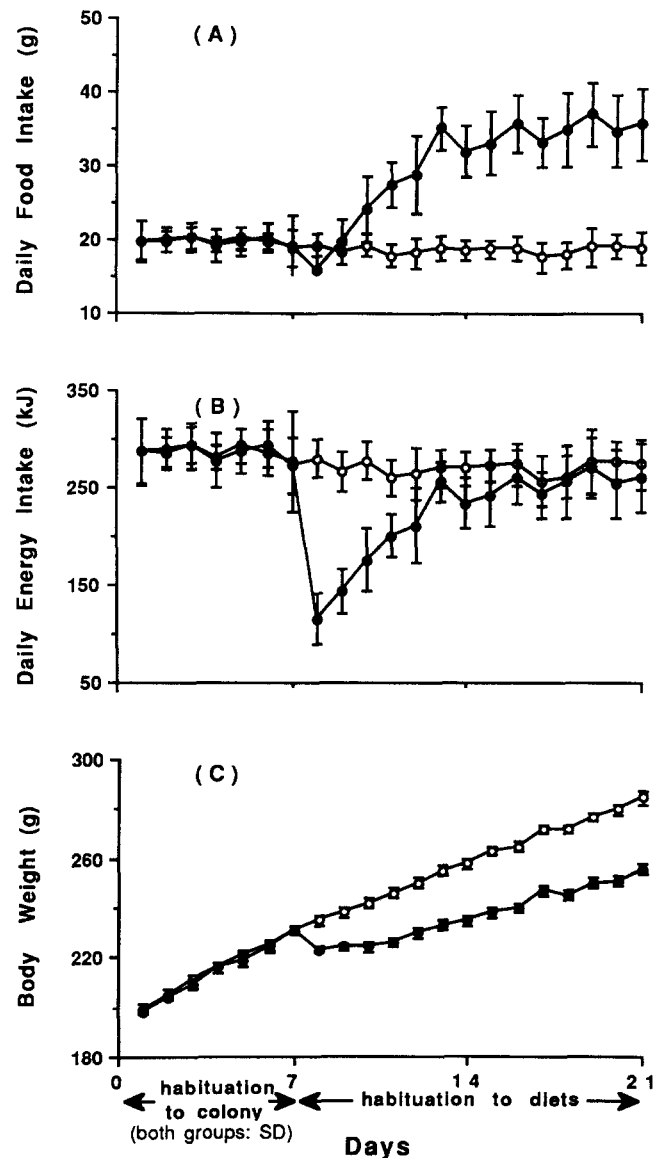 50
( A )
40
30
20
10
Daily Food Intake (g)
350
( B )
250
150
50
Daily Energy Intake (kJ)
300
( C )
260
220
180
Body Weight (g)
0 7 14 21
habituation to colony
(both groups: SD)
habituation to diets
Days